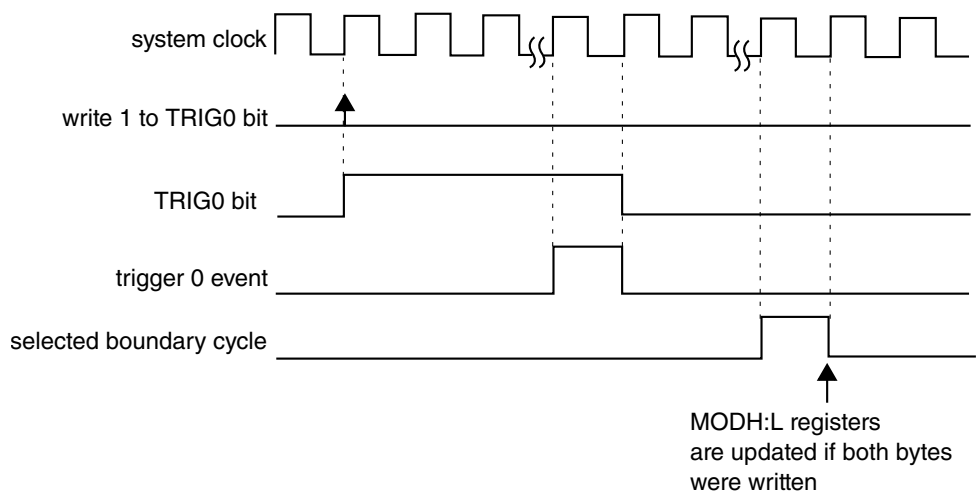 system clock
write 1 to TRIG0 bit
TRIG0 bit
trigger 0 event
selected boundary cycle
MODH:L registers
are updated if both bytes
were written